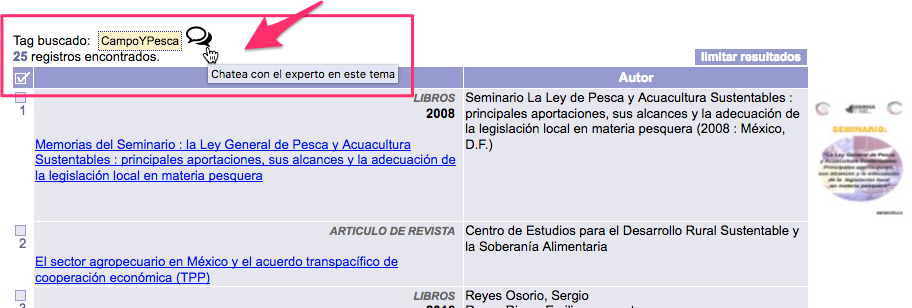 Tag buscado: CampoYPesca
25 registros encontrados.
Chatea con el experto en este tema
limitar resultados
Autor
1
LIBROS
2008
Memorias del Seminario : la Ley General de Pesca y Acuacultura
Sustentables : principales aportaciones, sus alcances y la adecuación de
la legislación local en materia pesquera
Seminario La Ley de Pesca y Acuacultura Sustentables :
principales aportaciones, sus alcances y la adecuación de
la legislación local en materia pesquera (2008 : México,
D.F.)
SEMINARIO:
"La Ley General de Pesca
y Acuacultura Sustentables
Principales aportaciones,
sus alcances y la adecuación
de la legislación local
en materia pesquera"
2
ARTICULO DE REVISTA
El sector agropecuario en México y el acuerdo transpacífico de
cooperación económica (TPP)
Centro de Estudios para el Desarrollo Rural Sustentable y
la Soberanía Alimentaria
LIBROS
Reyes Osorio, Sergio